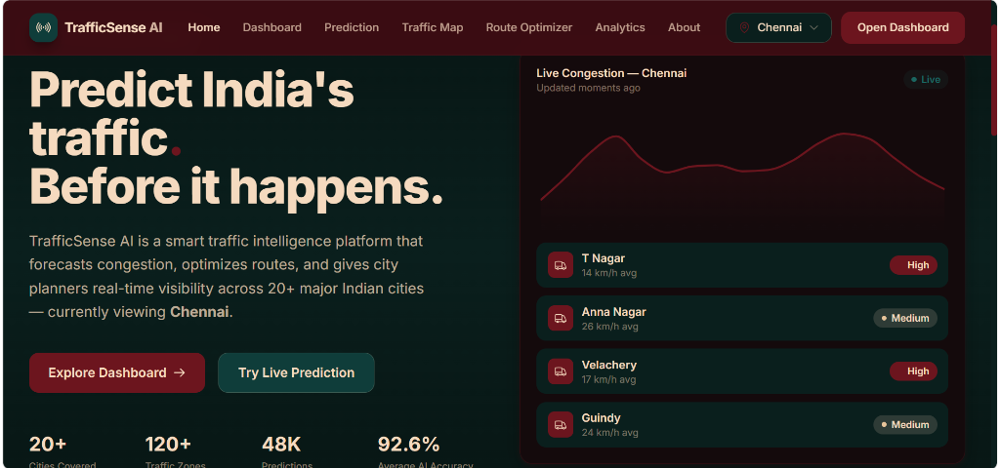 TrafficSense AI
Home
Dashboard
Prediction
Traffic Map
Route Optimizer
Analytics
About
Chennai
Open Dashboard
Predict India's
traffic.
Before it happens.
TrafficSense AI is a smart traffic intelligence platform that
forecasts congestion, optimizes routes, and gives city
planners real-time visibility across 20+ major Indian cities
— currently viewing Chennai.
Explore Dashboard →
Try Live Prediction
20+
Cities Covered
120+
Traffic Zones
48K
Predictions
92.6%
Average AI Accuracy
Live Congestion — Chennai
Updated moments ago
Live
T Nagar
14 km/h avg
High
Anna Nagar
26 km/h avg
Medium
Velachery
17 km/h avg
High
Guindy
24 km/h avg
Medium